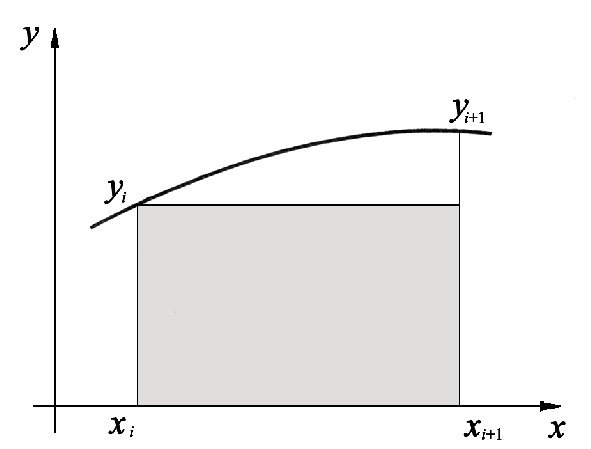 y
y_{i+1}
y_i
x_i
x_{i+1}
x